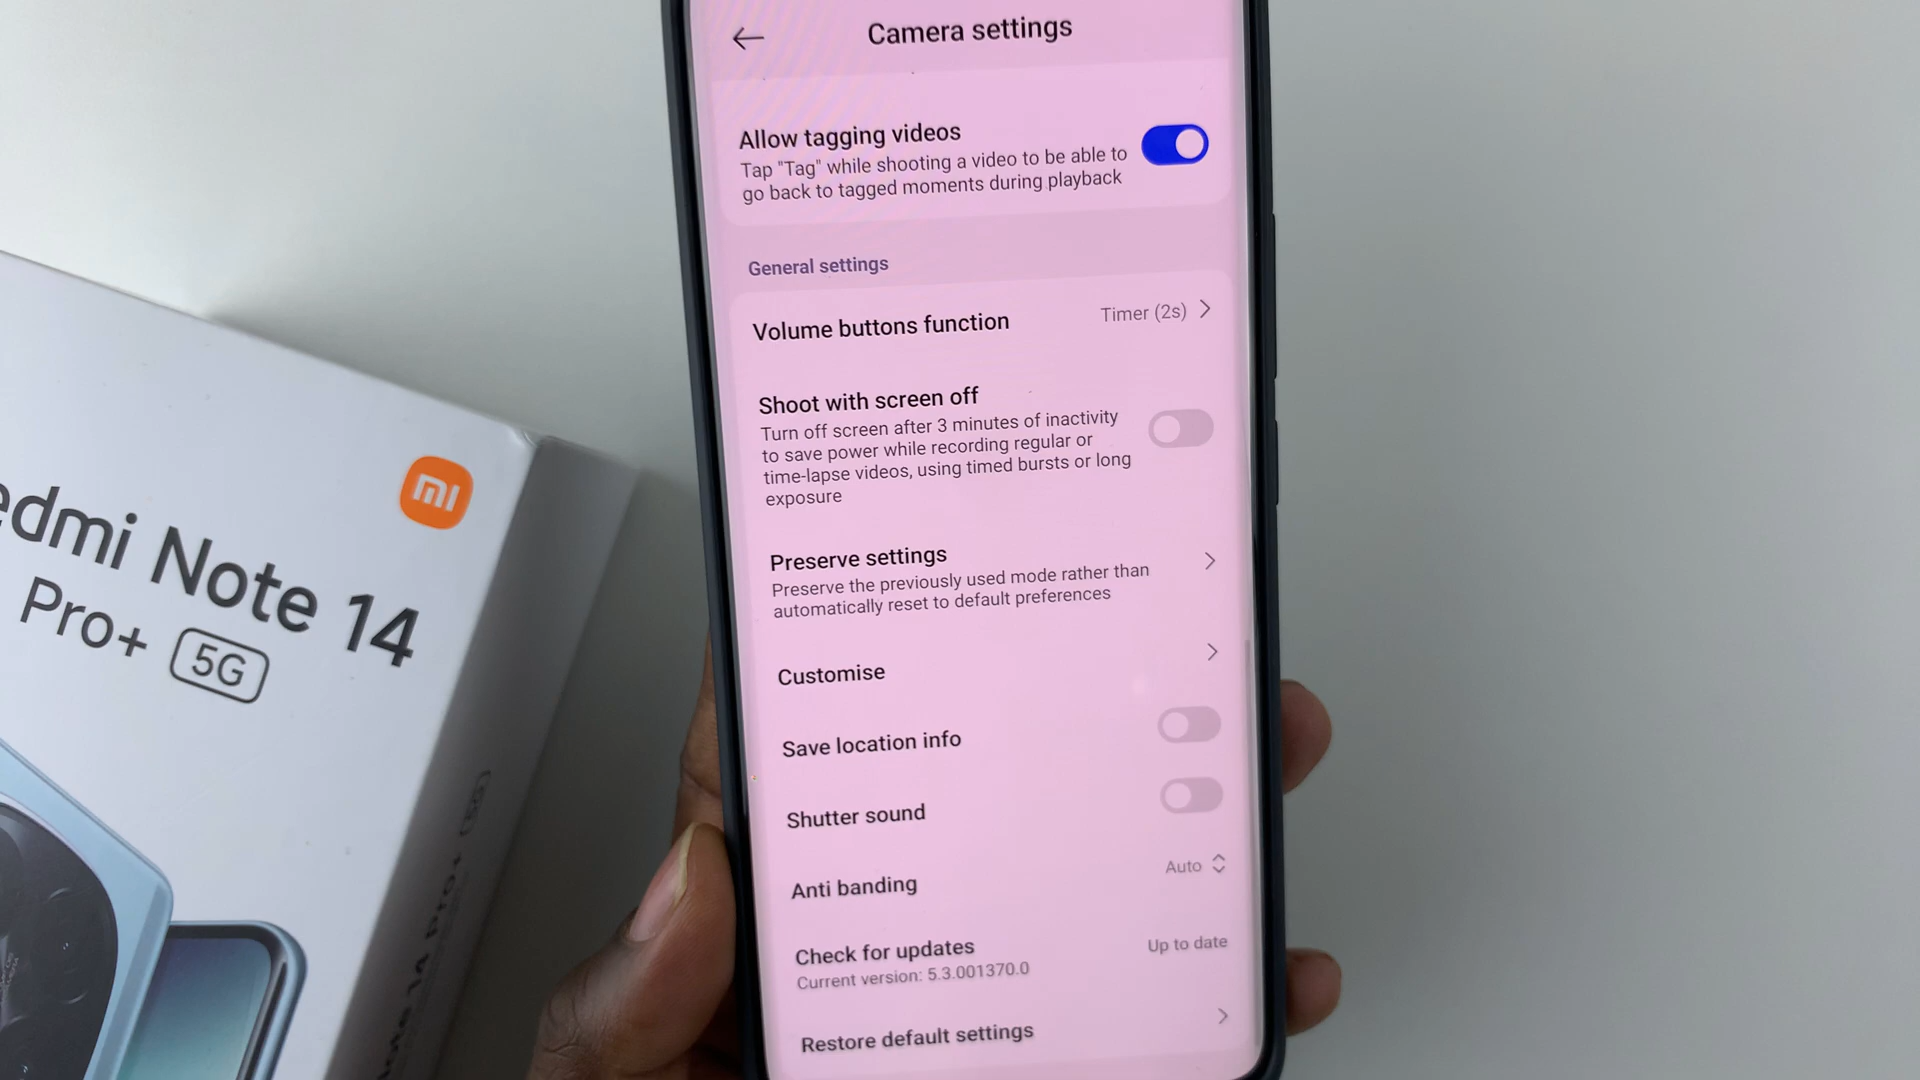 Camera settings
Allow tagging videos
Tap "Tag" while shooting a video to be able to
go back to tagged moments during playback
General settings
Volume buttons function
Timer (2s)
Shoot with screen off
Turn off screen after 3 minutes of inactivity
to save power while recording regular or
time-lapse videos, using timed bursts or long
exposure
Preserve settings
Preserve the previously used mode rather than
automatically reset to default preferences
Customise
Save location info
Shutter sound
Anti banding
Auto
Check for updates
Up to date
Current version: 5.3.001370.0
Restore default settings
mi
edmi Note 14
Pro+ 5G
Note 14 Pro+ (5G)